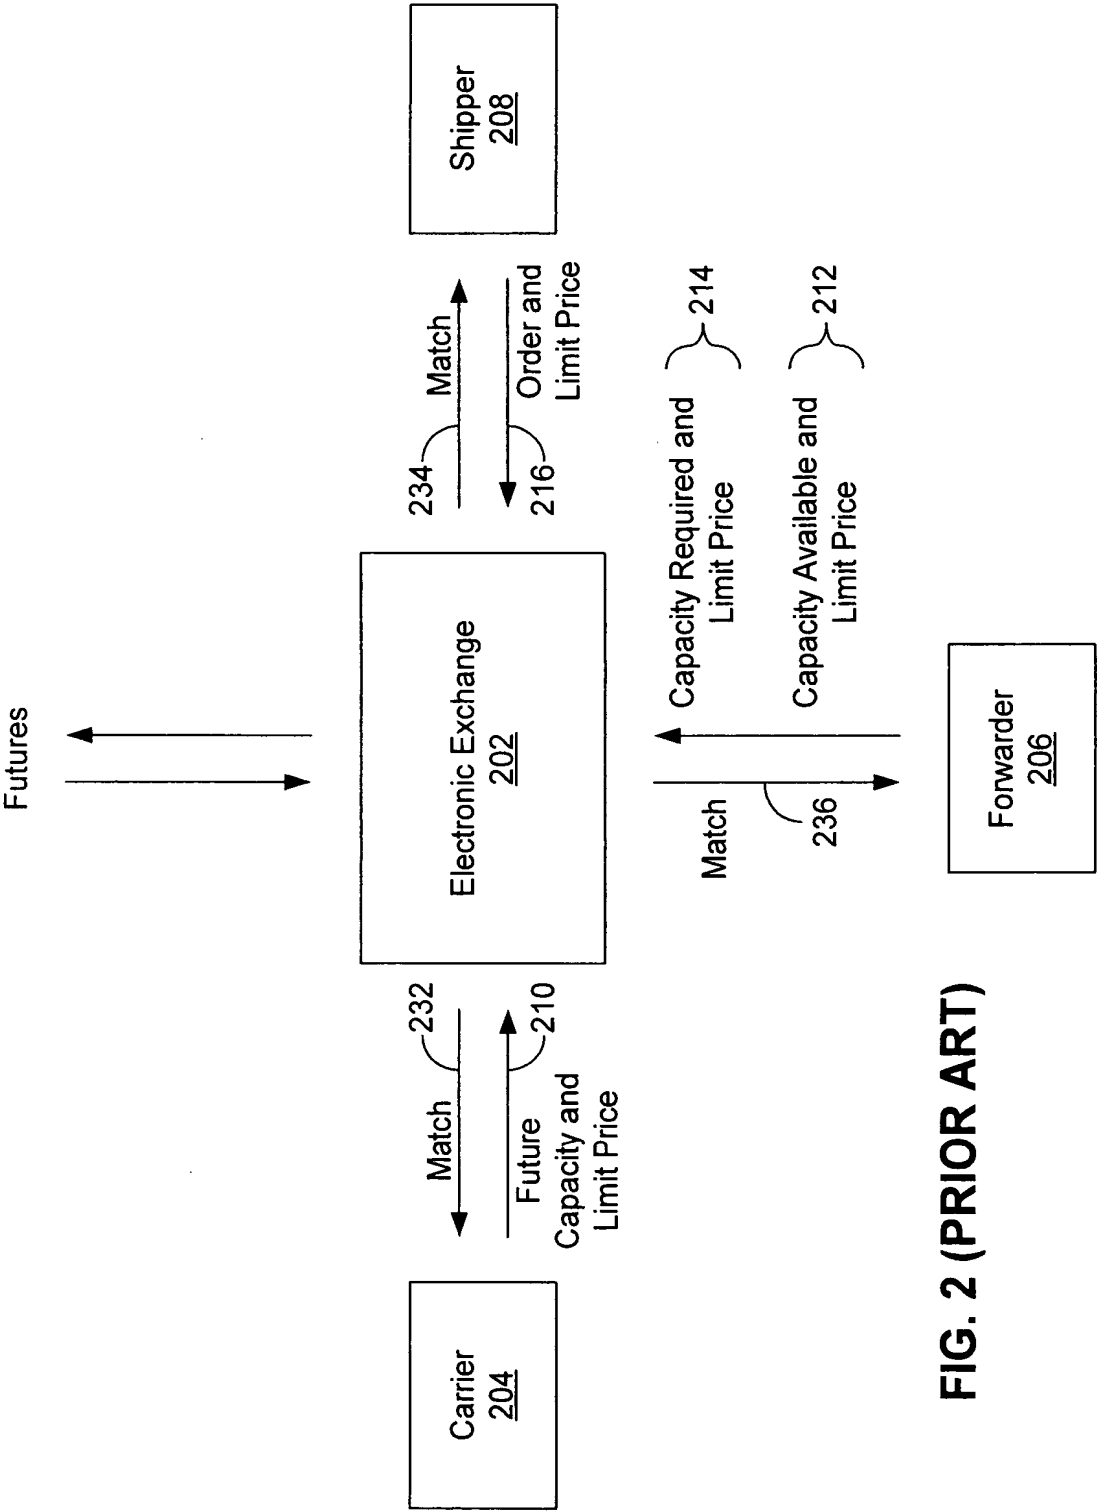 Futures
Carrier
204
232
Match
Future
Capacity and
Limit Price
210
Electronic Exchange
202
234
Match
216
Order and
Limit Price
Shipper
208
Match
236
Capacity Required and
Limit Price
214
Capacity Available and
Limit Price
212
Forwarder
206
FIG. 2 (PRIOR ART)